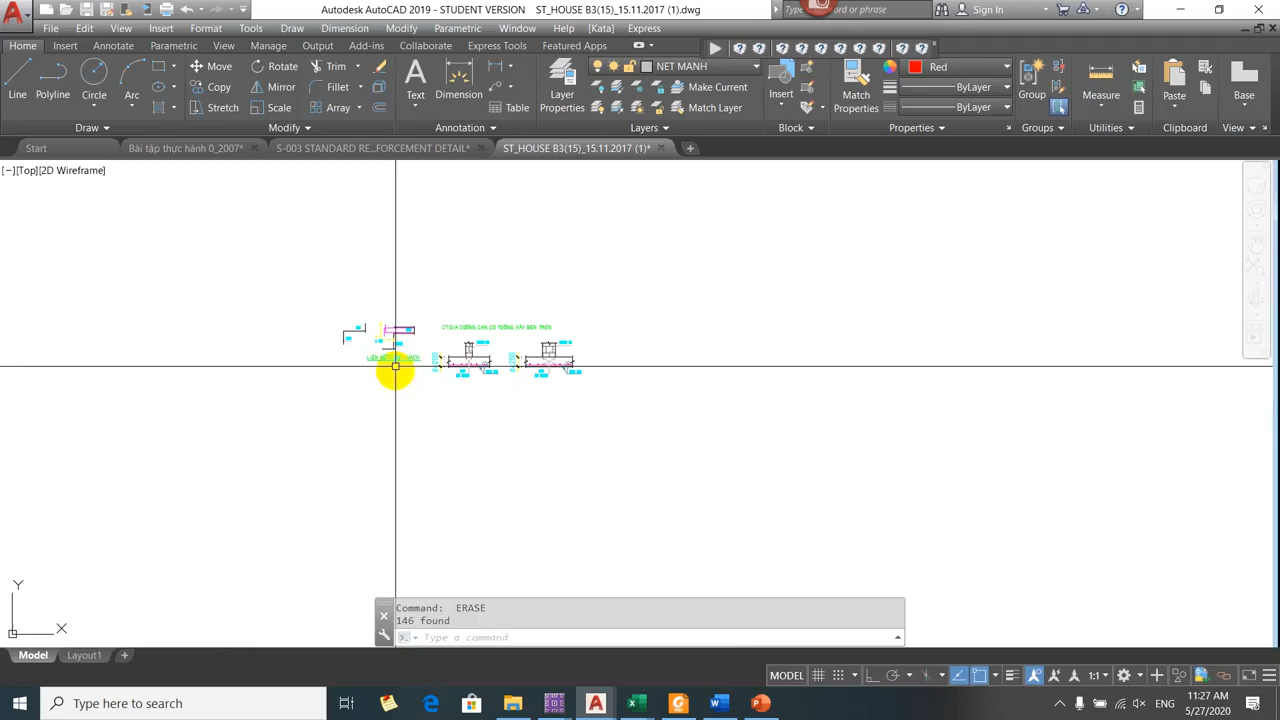 Autodesk AutoCAD 2019 - STUDENT VERSION ST_HOUSE B3(15)_15.11.2017 (1).dwg
Type a keyword or phrase
Sign In
File Edit View Insert Format Tools Draw Dimension Modify Parametric Window Help [Kata] Express
Home Insert Annotate Parametric View Manage Output Add-ins Collaborate Express Tools Featured Apps
Line Polyline Circle Arc
Move Rotate Trim
Copy Mirror Fillet
Stretch Scale Array
Text Dimension Table
Layer Properties
NET MANH
Make Current
Match Layer
Insert
Match Properties
Red
ByLayer
ByLayer
Group
Measure
Paste
Base
Draw Modify Annotation Layers Block Properties Groups Utilities Clipboard View
Start Bài tập thực hành 0_2007* S-003 STANDARD RE...FORCEMENT DETAIL* ST_HOUSE B3(15)_15.11.2017 (1)*
[−][Top][2D Wireframe]
Y
X
Command: ERASE
146 found
Type a command
Model Layout1
MODEL 1:1
Type here to search
ENG
11:27 AM
5/27/2020